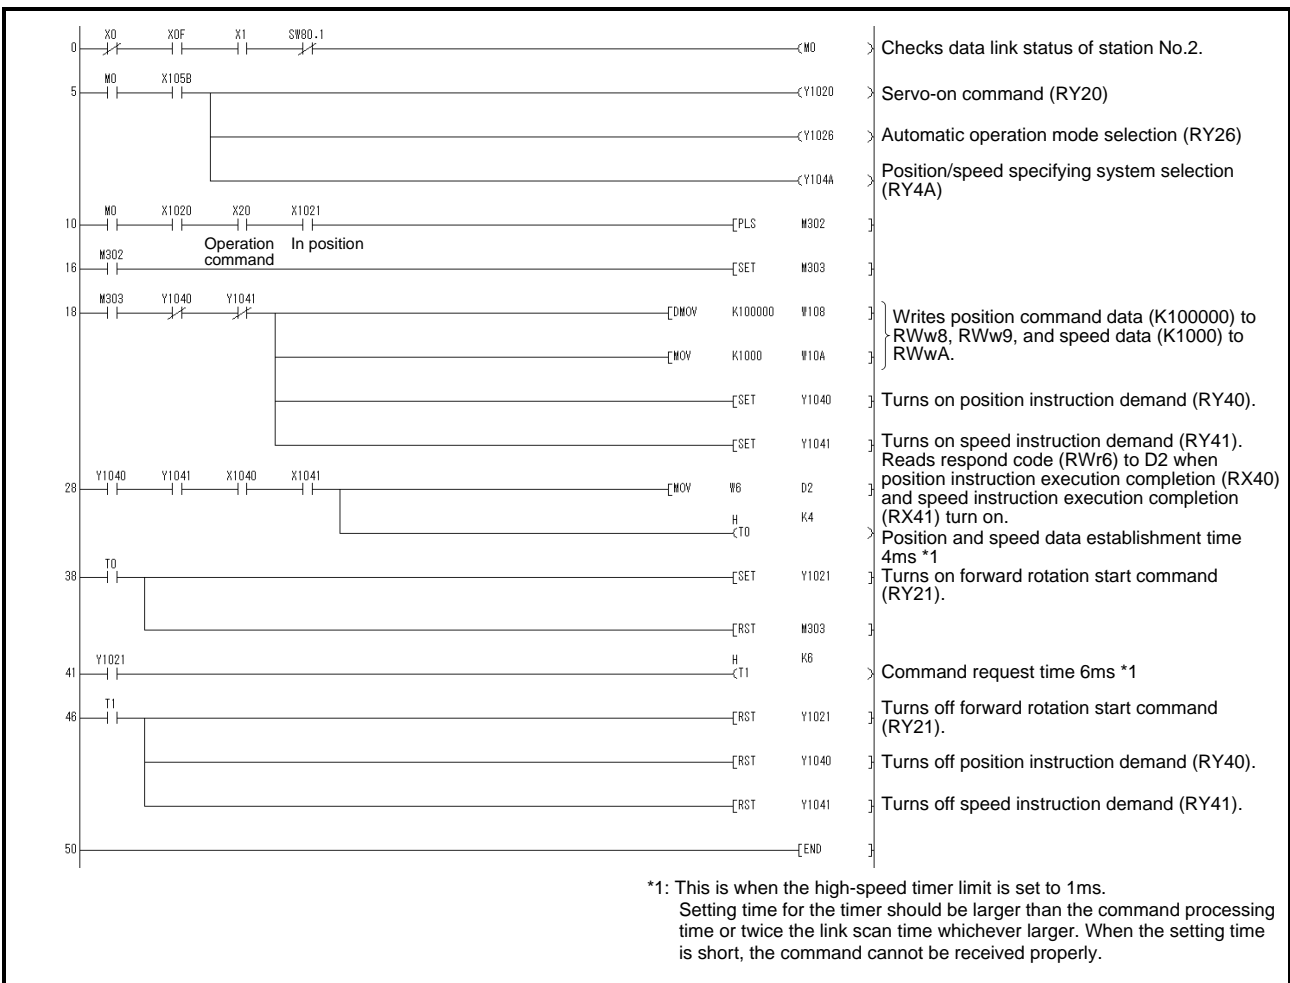 X0 X0F X1 SW80.1
0 M0 Checks data link status of station No.2.
M0 X105B
5 Y1020 Servo-on command (RY20)
Y1026 Automatic operation mode selection (RY26)
Y104A Position/speed specifying system selection
(RY4A)
M0 X1020 X20 X1021
10 PLS M302
Operation In position
command
M302
16 SET M303
M303 Y1040 Y1041
18 DMOV K100000 W108
Writes position command data (K100000) to
RWw8, RWw9, and speed data (K1000) to
RWwA.
MOV K1000 W10A
SET Y1040 Turns on position instruction demand (RY40).
SET Y1041 Turns on speed instruction demand (RY41).
Y1040 Y1041 X1040 X1041
28 MOV W6 D2
Reads respond code (RWr6) to D2 when
position instruction execution completion (RX40)
and speed instruction execution completion
(RX41) turn on.
H K4
T0
Position and speed data establishment time
4ms *1
T0
38 SET Y1021 Turns on forward rotation start command
(RY21).
RST M303
Y1021 H K6
41 T1 Command request time 6ms *1
T1
46 RST Y1021 Turns off forward rotation start command
(RY21).
RST Y1040 Turns off position instruction demand (RY40).
RST Y1041 Turns off speed instruction demand (RY41).
50 END
*1: This is when the high-speed timer limit is set to 1ms.
Setting time for the timer should be larger than the command processing
time or twice the link scan time whichever larger. When the setting time
is short, the command cannot be received properly.